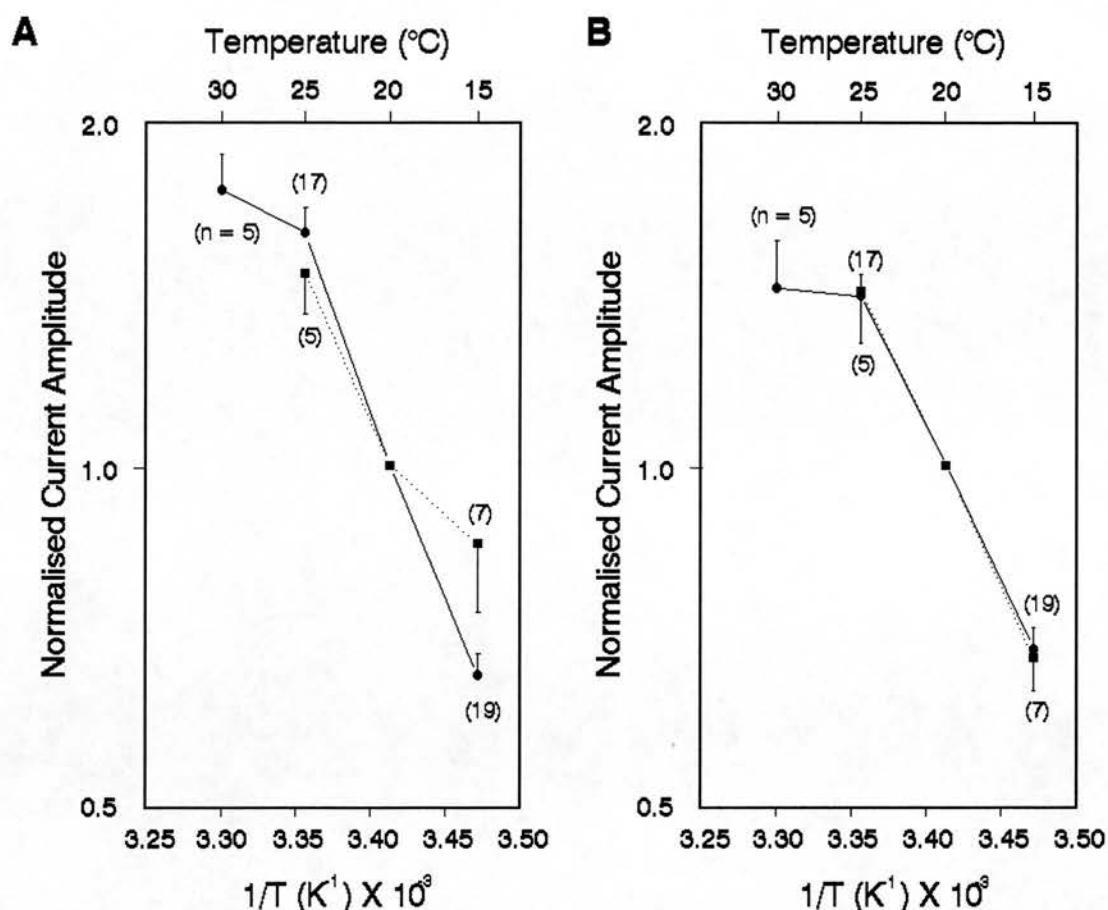 A
Temperature (°C)
30 25 20 15
2.0
1.0
0.5
Normalised Current Amplitude
(n = 5)
(17)
(5)
(7)
(19)
3.25 3.30 3.35 3.40 3.45 3.50
1/T (K⁻¹) X 10³
B
Temperature (°C)
30 25 20 15
2.0
1.0
0.5
Normalised Current Amplitude
(n = 5)
(17)
(5)
(19)
(7)
3.25 3.30 3.35 3.40 3.45 3.50
1/T (K⁻¹) X 10³